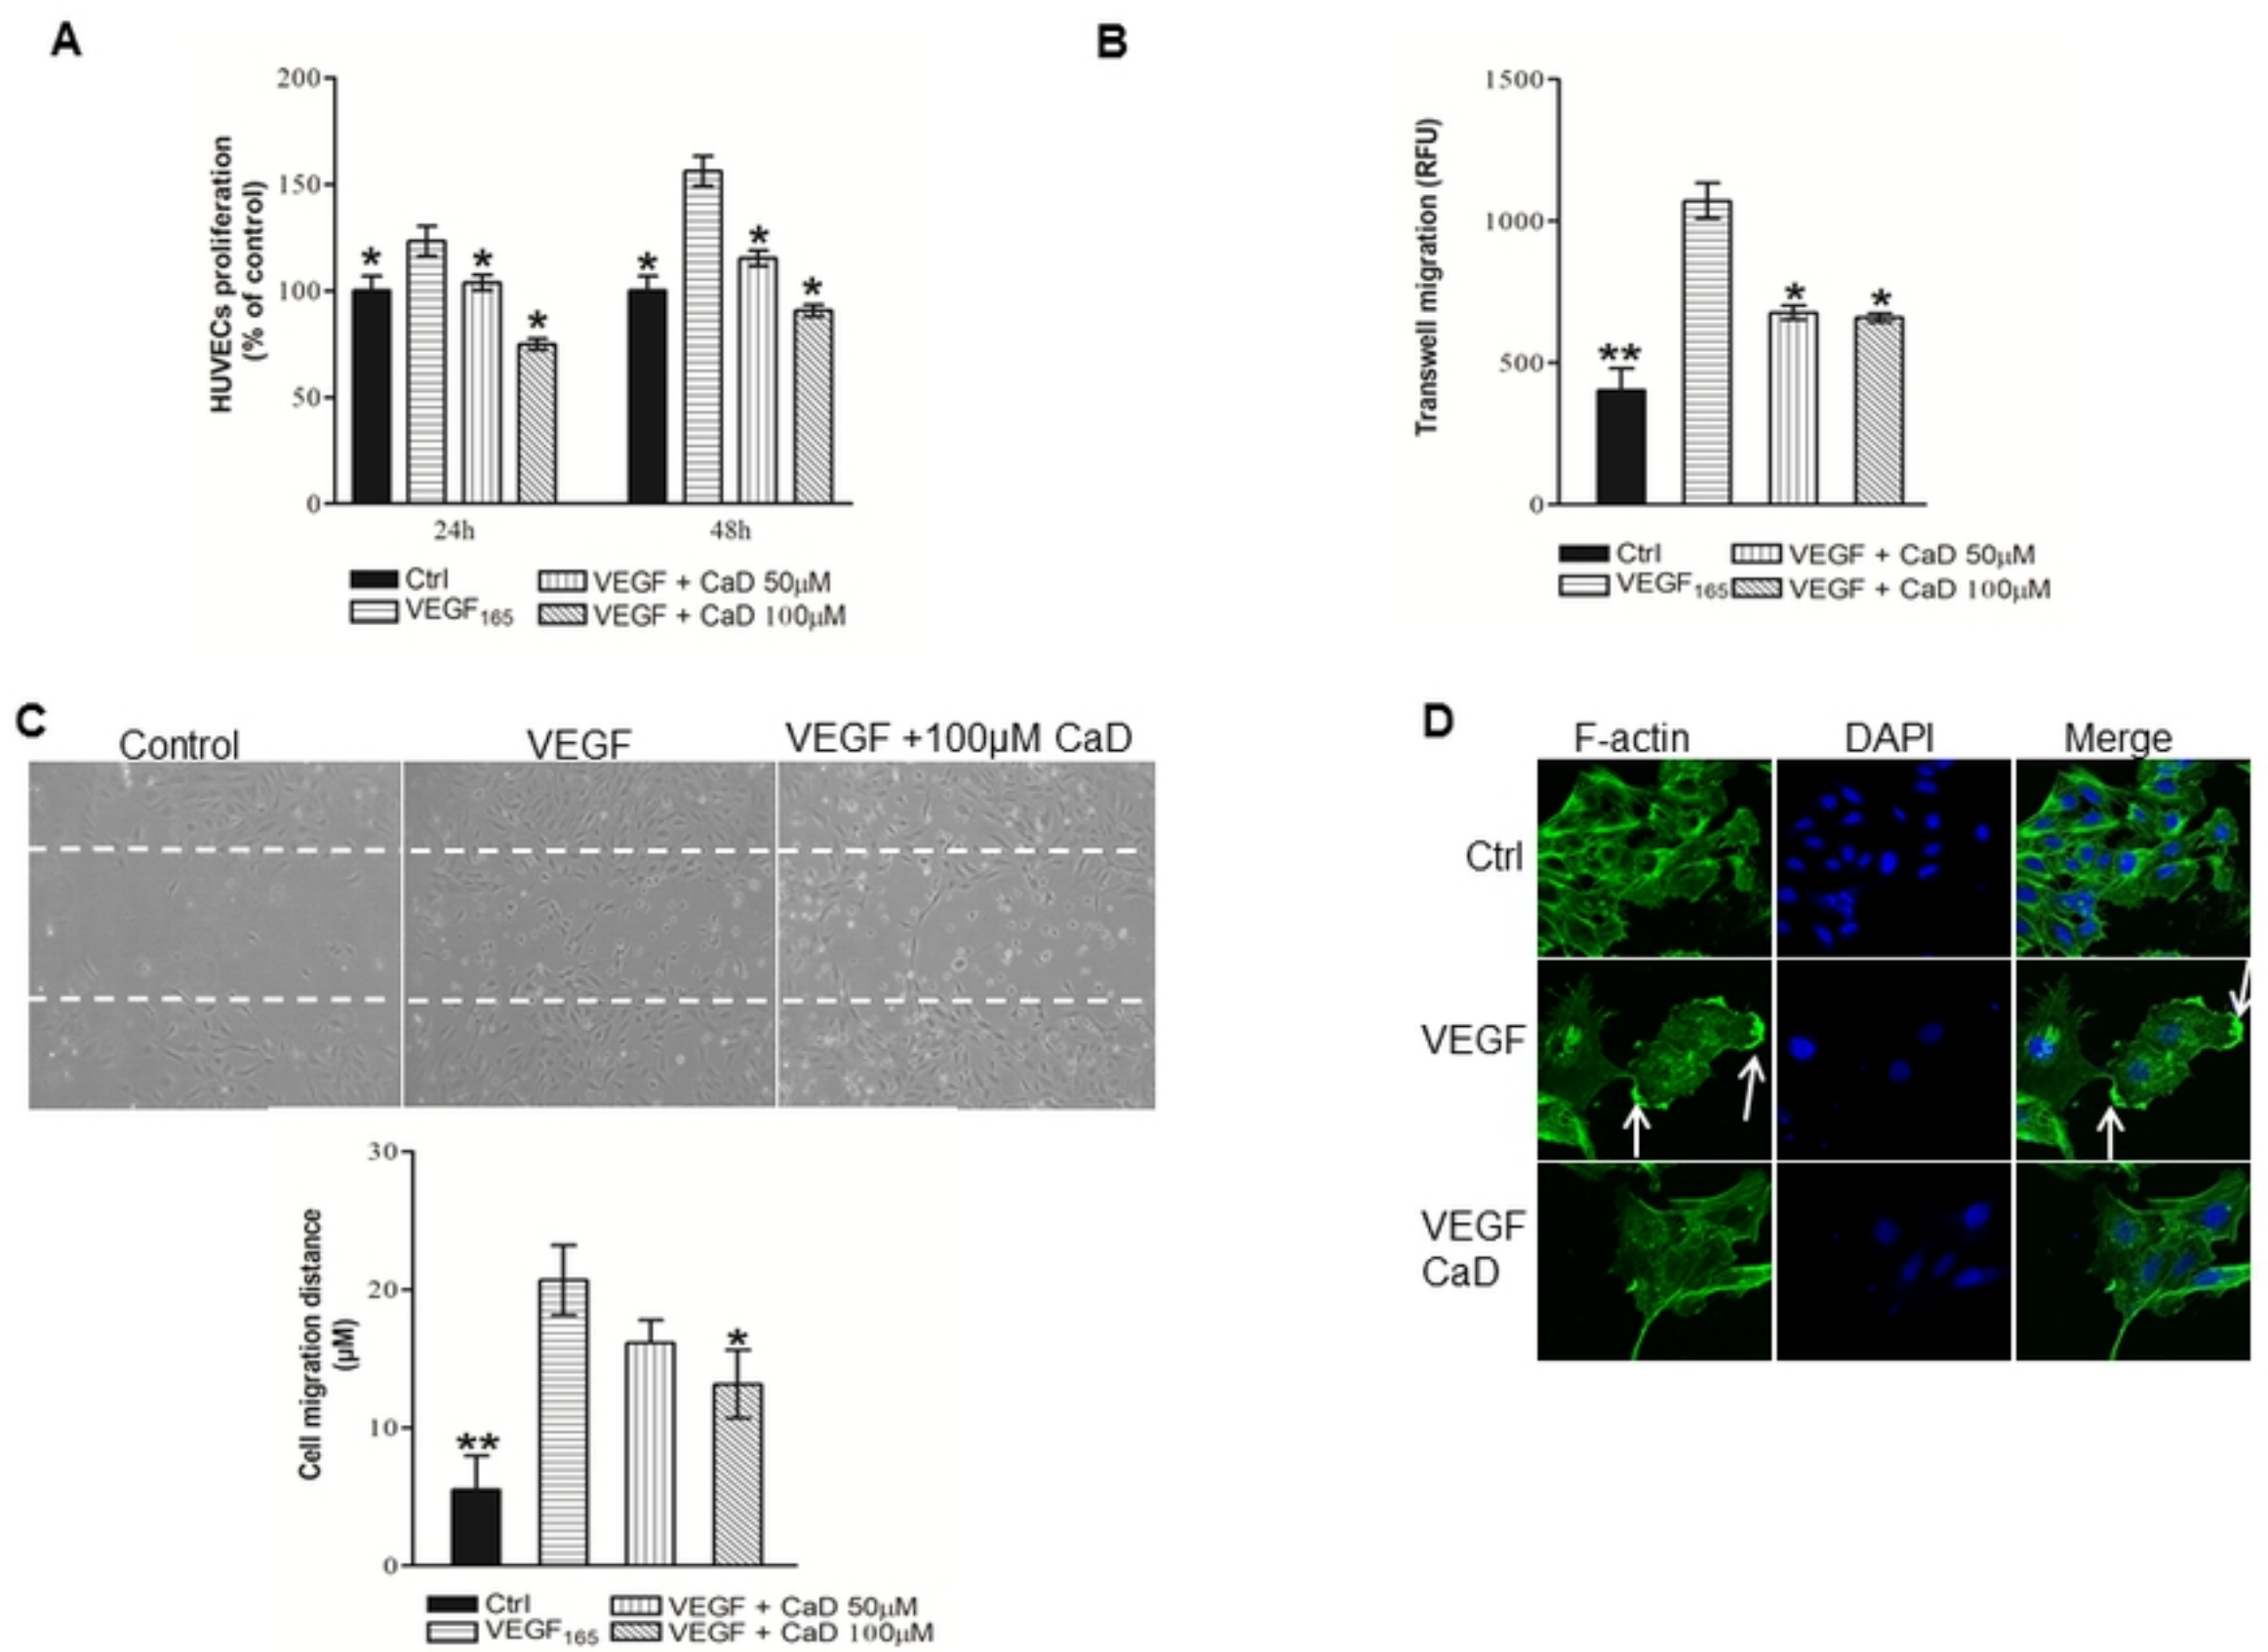 A
200
150
100
50
0
HUVECs proliferation
(% of control)
* * * * * * 
24h 48h
Ctrl VEGF + CaD 50µM
VEGF165 VEGF + CaD 100µM
B
1500
1000
500
0
Transwell migration (RFU)
** * *
Ctrl VEGF + CaD 50µM
VEGF165 VEGF + CaD 100µM
C
Control VEGF VEGF +100µM CaD
30
20
10
0
Cell migration distance
(µM)
** *
Ctrl VEGF + CaD 50µM
VEGF165 VEGF + CaD 100µM
D
F-actin DAPI Merge
Ctrl
VEGF
VEGF
CaD